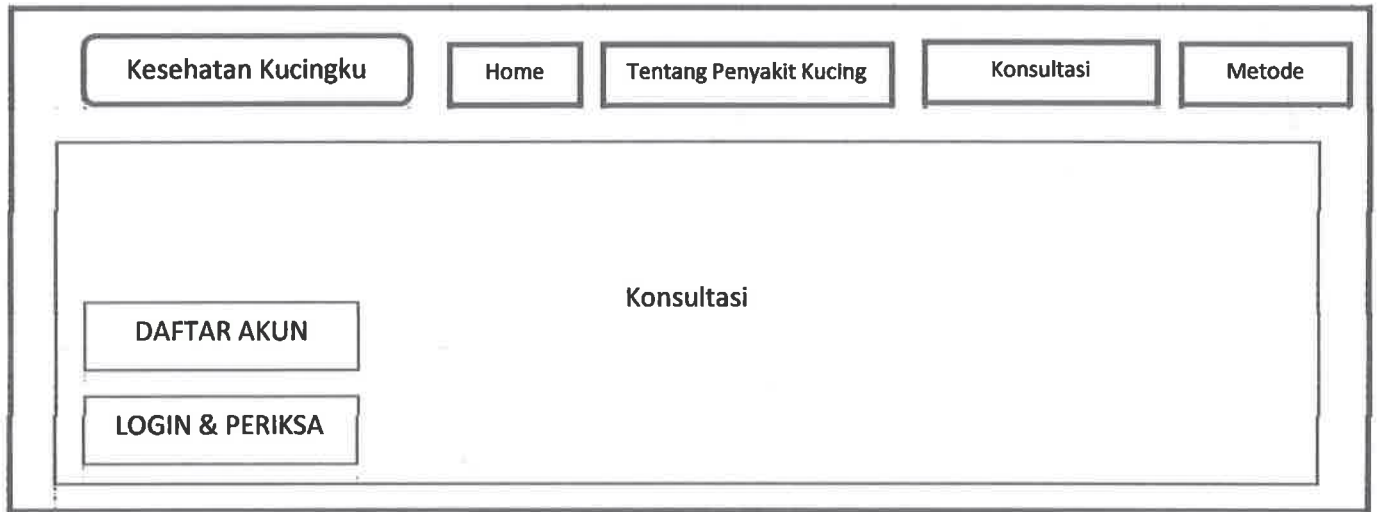 Kesehatan Kucingku
Home
Tentang Penyakit Kucing
Konsultasi
Metode
Konsultasi
DAFTAR AKUN
LOGIN & PERIKSA